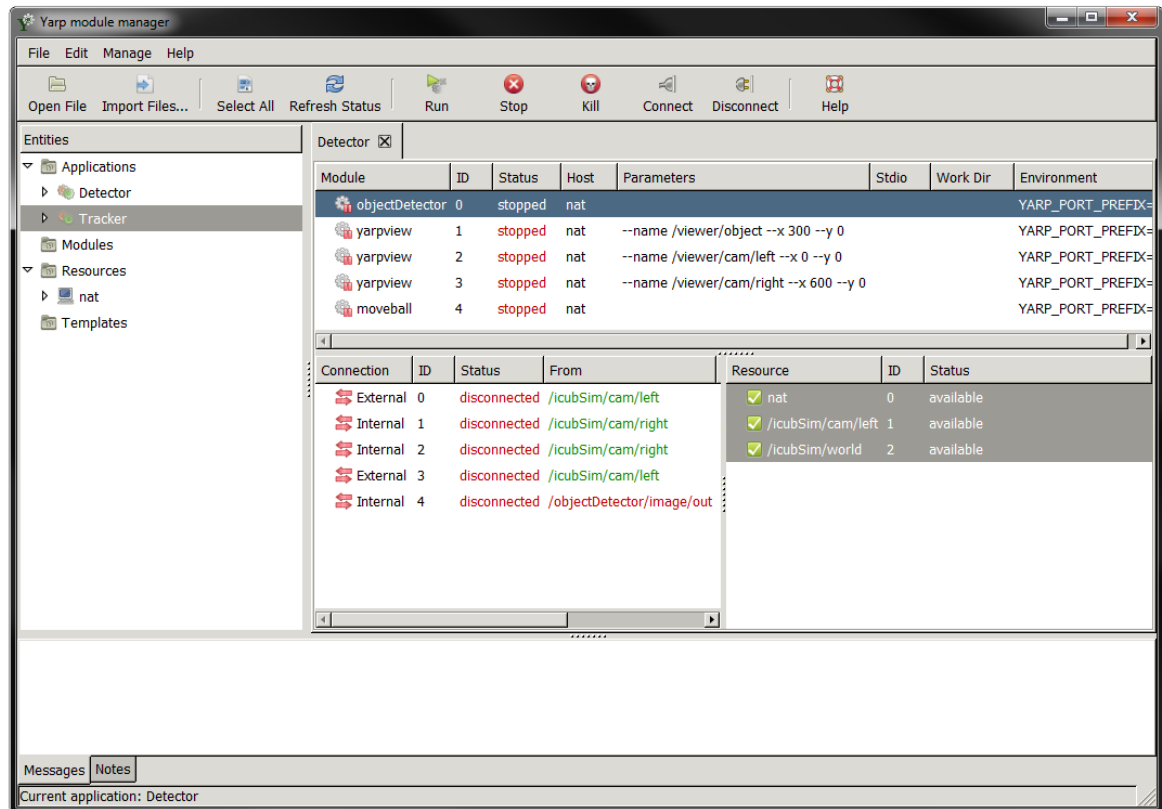 Yarp module manager
File Edit Manage Help
Open File Import Files... Select All Refresh Status Run Stop Kill Connect Disconnect Help
Entities
Applications
Detector
Tracker
Modules
Resources
nat
Templates
Detector
Module ID Status Host Parameters Stdio Work Dir Environment
objectDetector 0 stopped nat YARP_PORT_PREFIX=
yarpview 1 stopped nat --name /viewer/object --x 300 --y 0 YARP_PORT_PREFIX=
yarpview 2 stopped nat --name /viewer/cam/left --x 0 --y 0 YARP_PORT_PREFIX=
yarpview 3 stopped nat --name /viewer/cam/right --x 600 --y 0 YARP_PORT_PREFIX=
moveball 4 stopped nat YARP_PORT_PREFIX=
Connection ID Status From
External 0 disconnected /icubSim/cam/left
Internal 1 disconnected /icubSim/cam/right
Internal 2 disconnected /icubSim/cam/right
External 3 disconnected /icubSim/cam/left
Internal 4 disconnected /objectDetector/image/out
Resource ID Status
nat 0 available
/icubSim/cam/left 1 available
/icubSim/world 2 available
Messages Notes
Current application: Detector